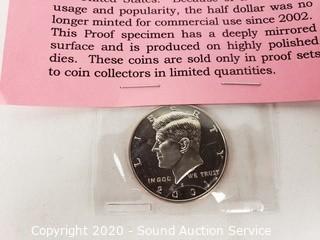 United States.
usage and popularity, the half dollar was no
longer minted for commercial use since 2002.
This Proof specimen has a deeply mirrored
surface and is produced on highly polished
dies. These coins are sold only in proof sets
to coin collectors in limited quantities.
LIBERTY
IN GOD WE TRUST
Copyright 2020 - Sound Auction Service